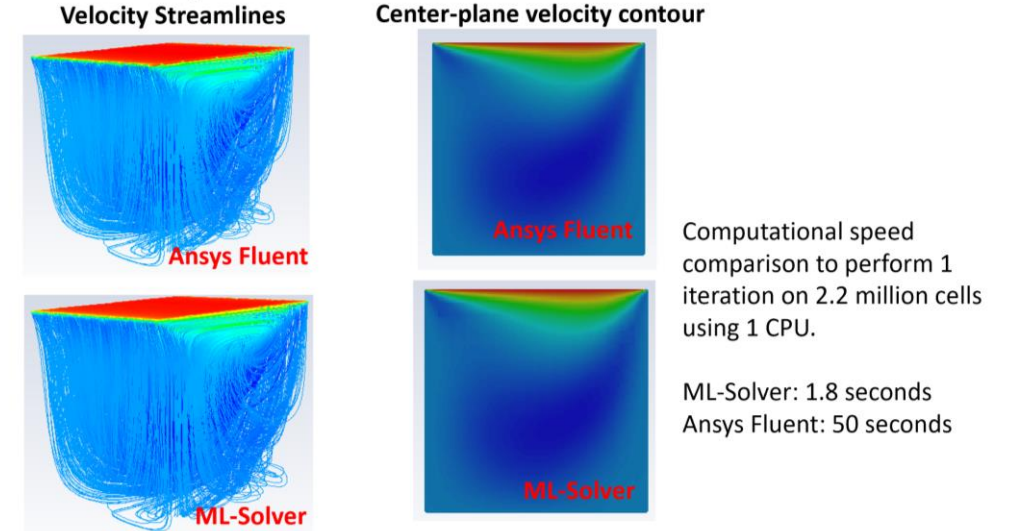 Velocity Streamlines
Center-plane velocity contour
Ansys Fluent
Ansys Fluent
Computational speed
comparison to perform 1
iteration on 2.2 million cells
using 1 CPU.
ML-Solver: 1.8 seconds
Ansys Fluent: 50 seconds
ML-Solver
ML-Solver